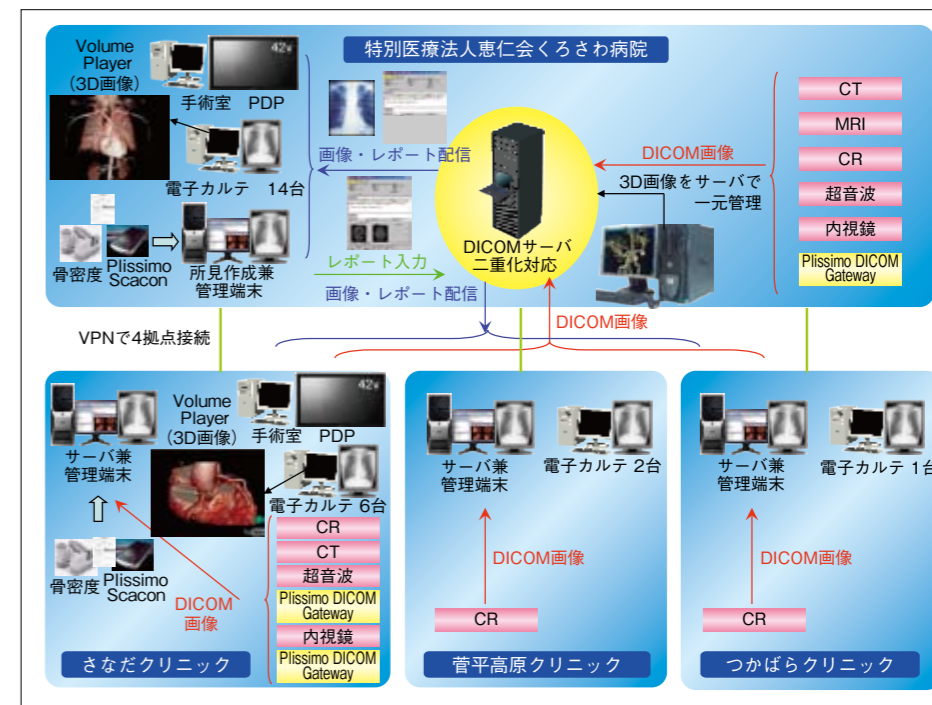 特別医療法人恵仁会くろさわ病院
Volume
Player
(3D画像)
42V
手術室 PDP
電子カルテ 14台
骨密度
Plissimo
Scacon
所見作成兼
管理端末
画像・レポート配信
レポート入力
画像・レポート配信
DICOMサーバ
二重化対応
DICOM画像
3D画像をサーバで
一元管理
CT
MRI
CR
超音波
内視鏡
Plissimo DICOM
Gateway
DICOM画像
VPNで4拠点接続
サーバ兼
管理端末
Volume
Player
(3D画像)
42V
手術室 PDP
電子カルテ 6台
骨密度
Plissimo
Scacon
DICOM
画像
CR
CT
超音波
Plissimo DICOM
Gateway
内視鏡
Plissimo DICOM
Gateway
さなだクリニック
サーバ兼
管理端末
電子カルテ 2台
DICOM画像
CR
菅平高原クリニック
サーバ兼
管理端末
電子カルテ 1台
DICOM画像
CR
つかばらクリニック